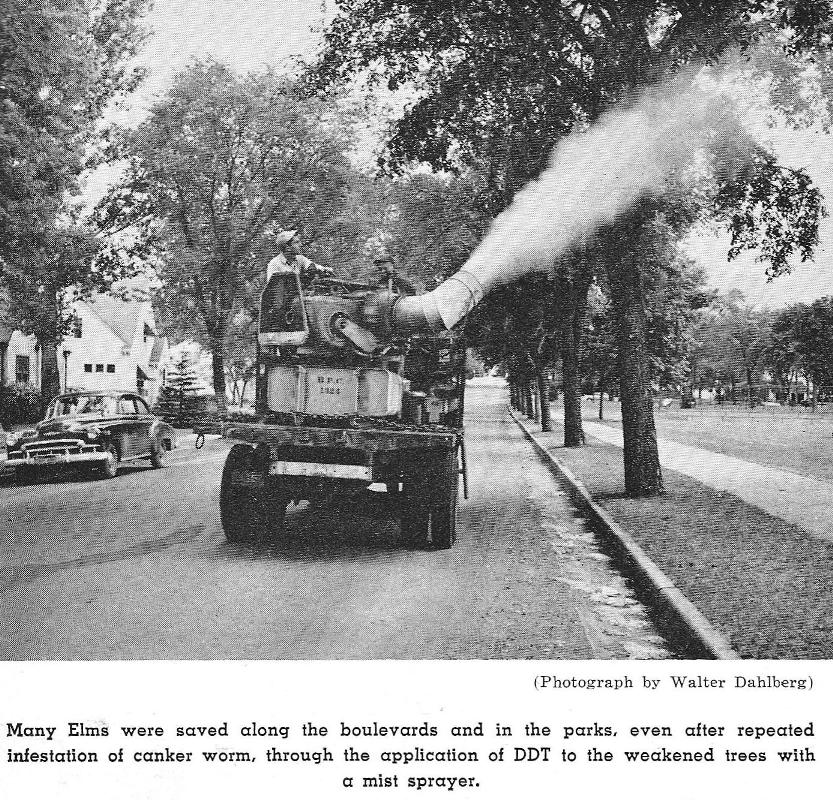 (Photograph by Walter Dahlberg)
Many Elms were saved along the boulevards and in the parks, even after repeated
infestation of canker worm, through the application of DDT to the weakened trees with
a mist sprayer.